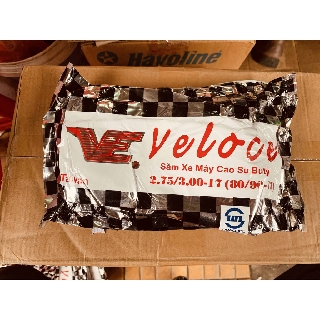 Havoline
VE Veloce
Săm Xe Máy Cao Su Butyl
2.75/3.00-17 (80/90-17)